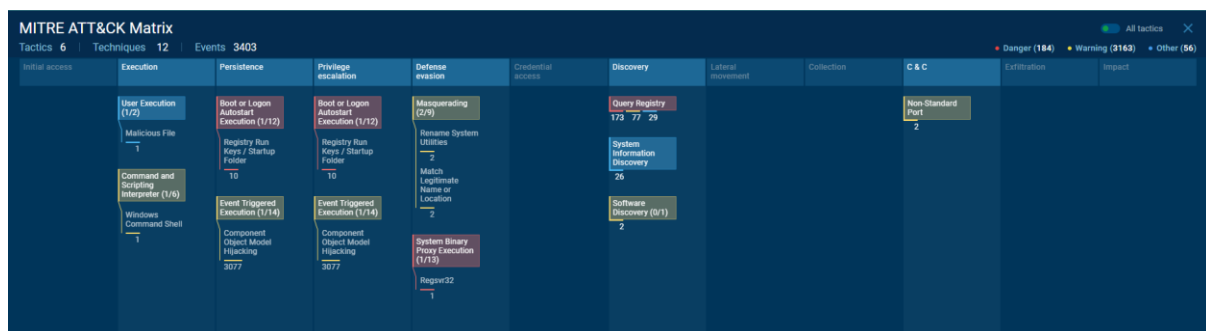 MITRE ATT&CK Matrix
All tactics
Tactics 6 | Techniques 12 | Events 3403
Danger (184) Warning (3163) Other (56)
Initial access
Execution
Persistence
Privilege
escalation
Defense
evasion
Credential
access
Discovery
Lateral
movement
Collection
C & C
Exfiltration
Impact
User Execution
(1/2)
Malicious File
1
Command and
Scripting
Interpreter (1/6)
Windows
Command Shell
1
Boot or Logon
Autostart
Execution (1/12)
Registry Run
Keys / Startup
Folder
10
Event Triggered
Execution (1/14)
Component
Object Model
Hijacking
3077
Boot or Logon
Autostart
Execution (1/12)
Registry Run
Keys / Startup
Folder
10
Event Triggered
Execution (1/14)
Component
Object Model
Hijacking
3077
Masquerading
(2/9)
Rename System
Utilities
2
Match
Legitimate
Name or
Location
2
System Binary
Proxy Execution
(1/13)
Regsvr32
1
Query Registry
173 77 29
System
Information
Discovery
26
Software
Discovery (0/1)
2
Non-Standard
Port
2